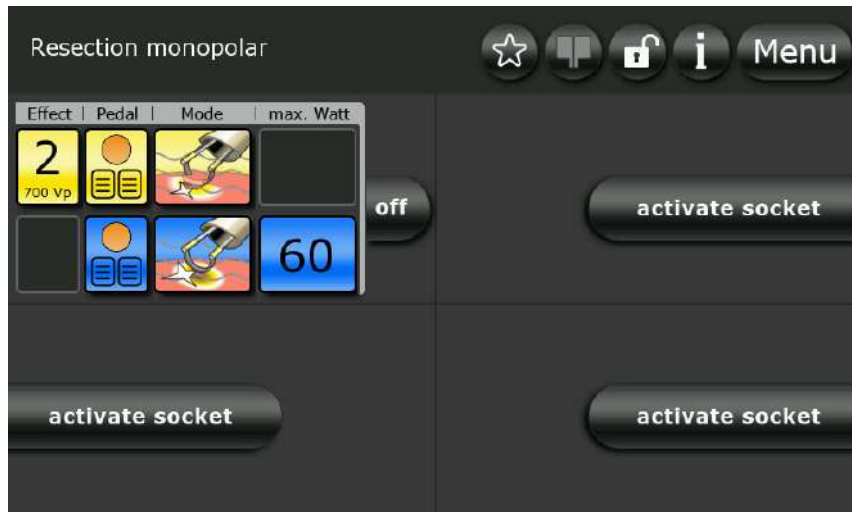 Resection monopolar
i Menu
Effect | Pedal | Mode | max. Watt
2
700 Vp
off
activate socket
60
activate socket
activate socket